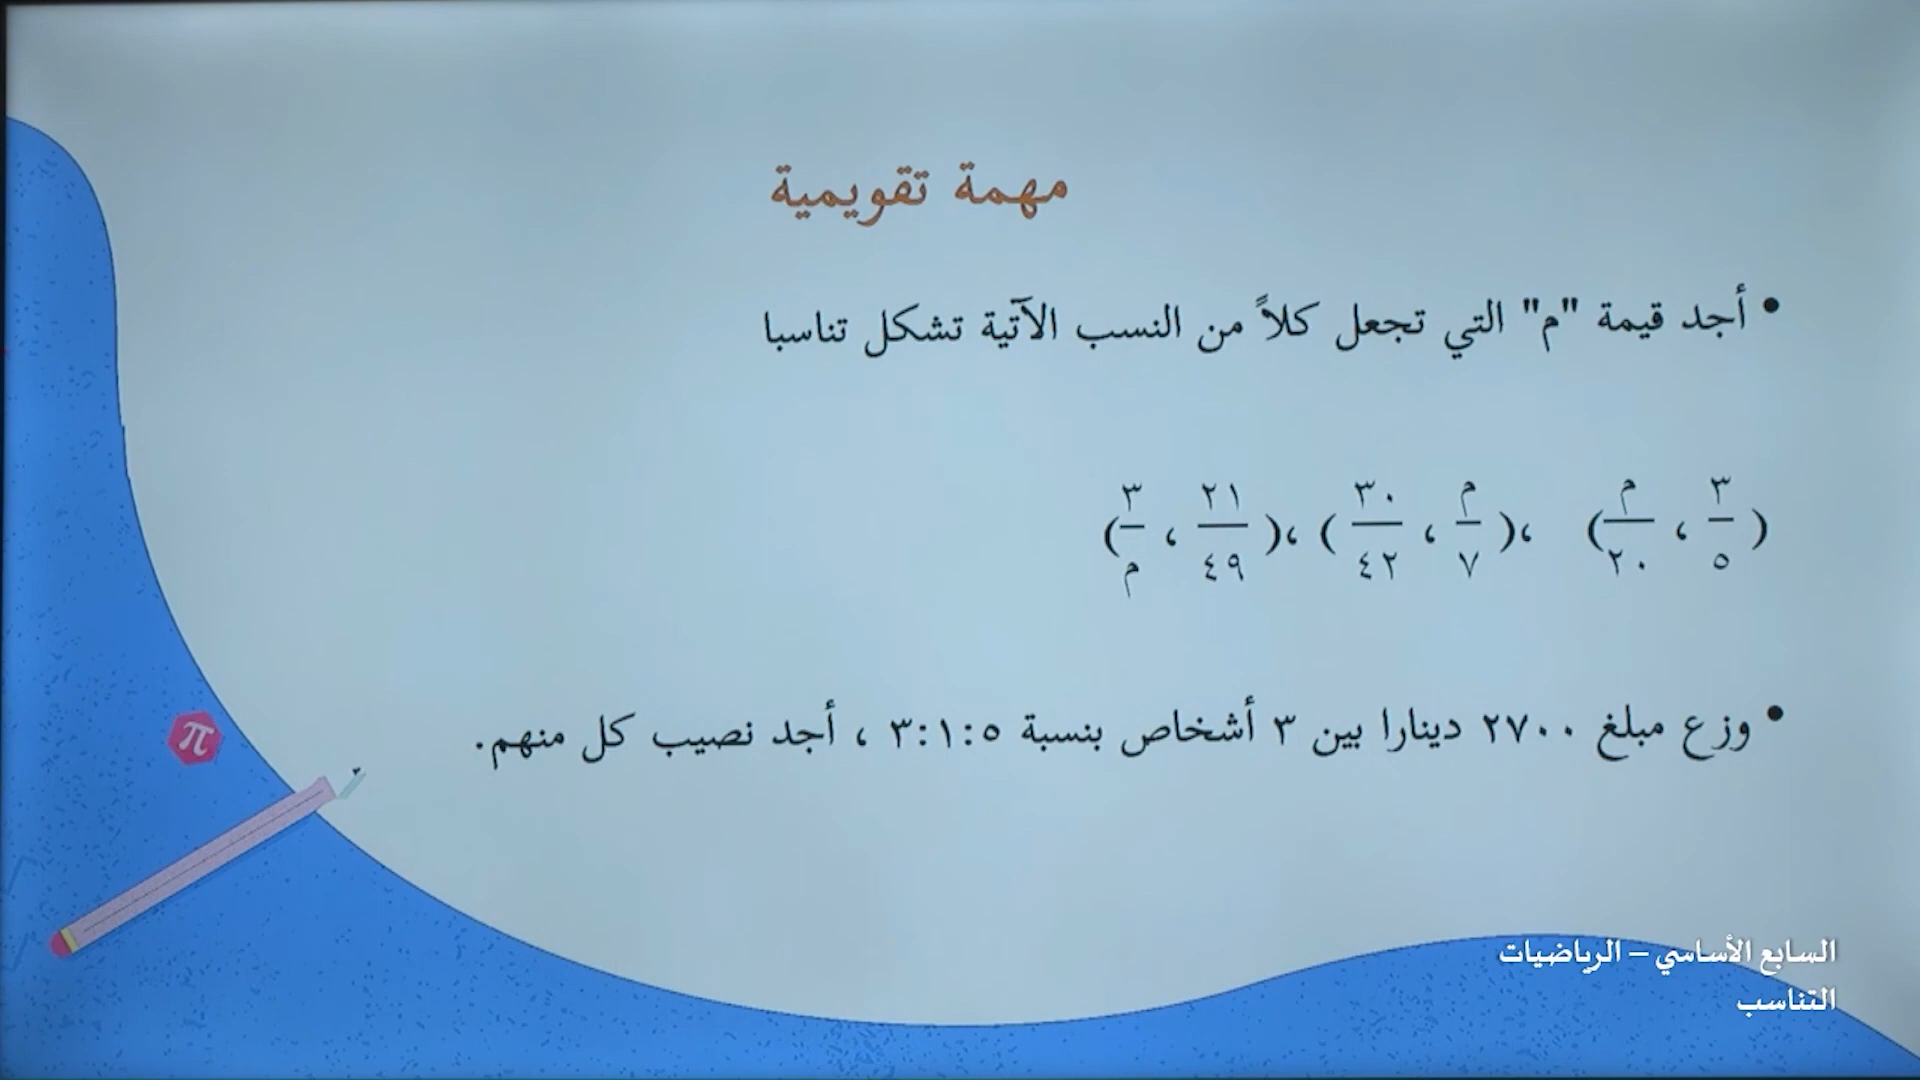 مهمة تقويمية
• أجد قيمة "م" التي تجعل كلاً من النسب الآتية تشكل تناسبا
(٣/٥ ، م/٢٠) ،(م/٧ ، ٣٠/٤٢) ،(٢١/٤٩ ، ٣/م)
• وزع مبلغ ٢٧٠٠ دينارا بين ٣ أشخاص بنسبة ٣:١:٥ ، أجد نصيب كل منهم.
π
السابع الأساسي – الرياضيات
التناسب